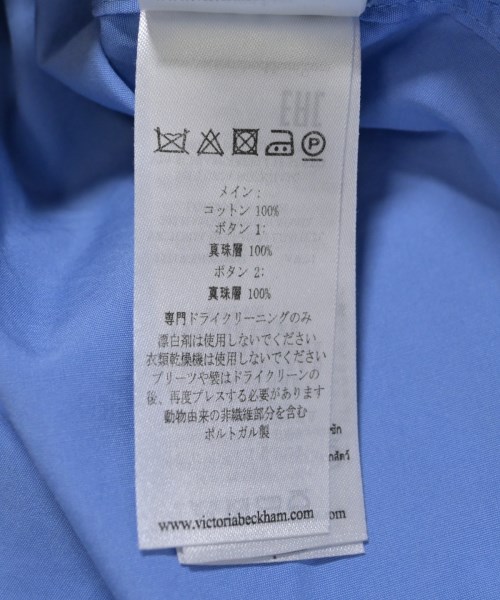 メイン:
コットン 100%
ボタン 1:
真珠層 100%
ボタン 2:
真珠層 100%
専門ドライクリーニングのみ
漂白剤は使用しないでください
衣類乾燥機は使用しないでください
プリーツや襞はドライクリーンの
後、再度プレスする必要があります
動物由来の非繊維部分を含む
ポルトガル製
www.victoriabeckham.com